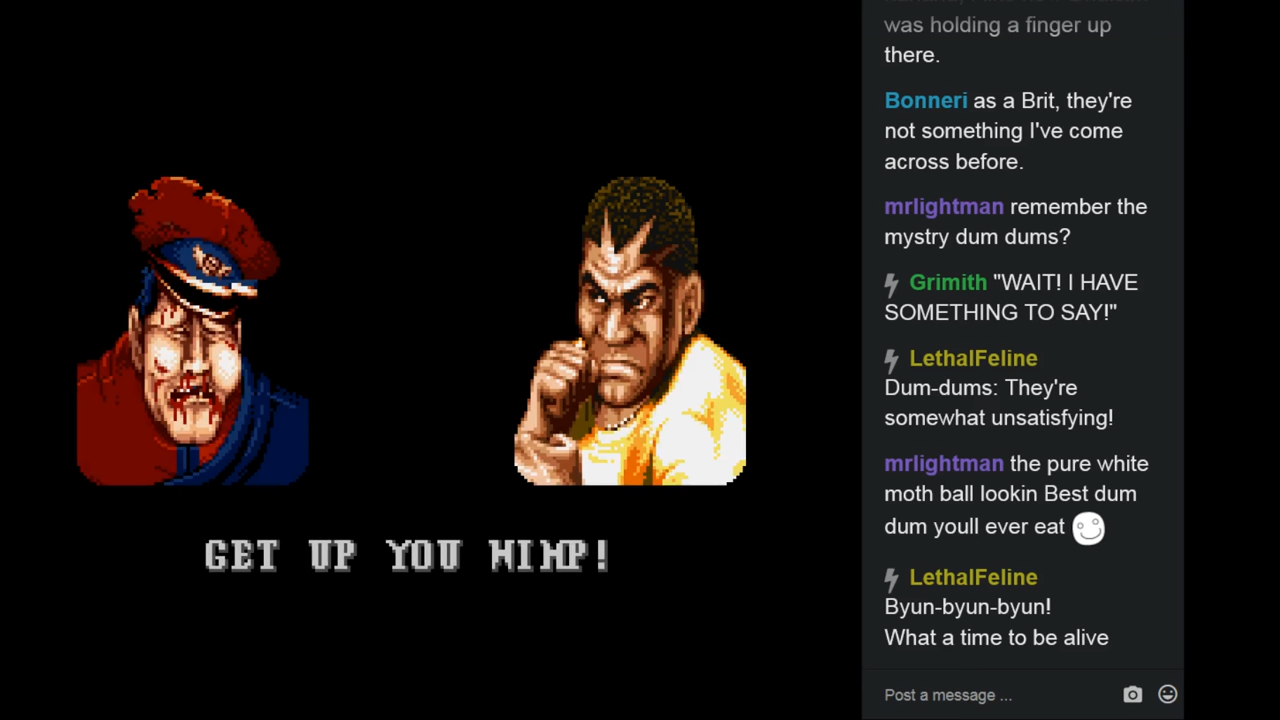 GET UP YOU WIMP!
was holding a finger up
there.
Bonneri as a Brit, they're
not something I've come
across before.
mrlightman remember the
mystry dum dums?
Grimith "WAIT! I HAVE
SOMETHING TO SAY!"
LethalFeline
Dum-dums: They're
somewhat unsatisfying!
mrlightman the pure white
moth ball lookin Best dum
dum youll ever eat
LethalFeline
Byun-byun-byun!
What a time to be alive
Post a message ...